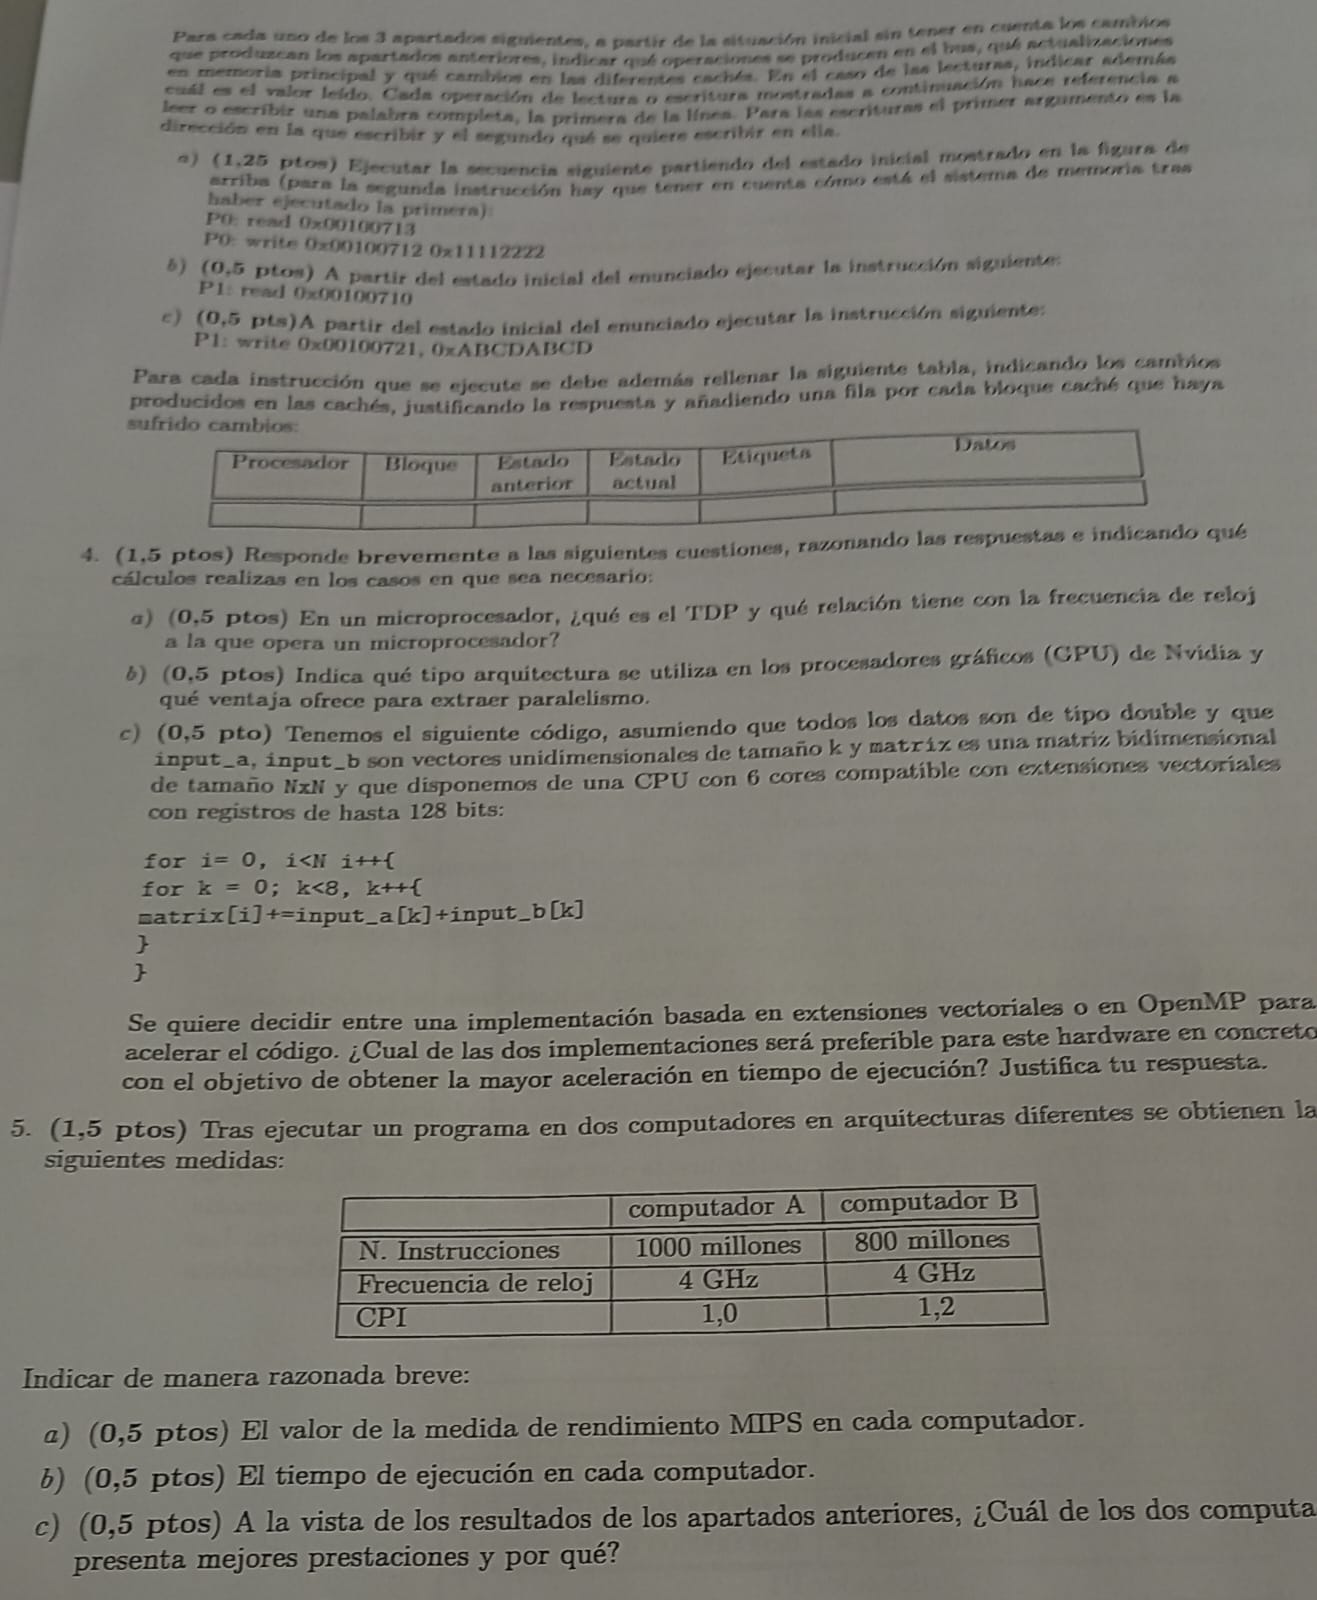 Para cada uno de los 3 apartados siguientes, a partir de la situación inicial sin tener en cuenta los cambios
que produzcan los apartados anteriores, indicar qué operaciones se producen en el bus, qué actualizaciones
en memoria principal y qué cambios en las diferentes cachés. En el caso de las lecturas, indicar además
cuál es el valor leído. Cada operación de lectura o escritura mostradas a continuación hace referencia a
leer o escribir una palabra completa, la primera de la línea. Para las escrituras el primer argumento es la
dirección en la que escribir y el segundo qué se quiere escribir en ella.
a) (1,25 ptos) Ejecutar la secuencia siguiente partiendo del estado inicial mostrado en la figura de
arriba (para la segunda instrucción hay que tener en cuenta cómo está el sistema de memoria tras
haber ejecutado la primera):
P0: read 0x00100713
P0: write 0x00100712 0x11112222
b) (0,5 ptos) A partir del estado inicial del enunciado ejecutar la instrucción siguiente:
P1: read 0x00100710
c) (0,5 pts)A partir del estado inicial del enunciado ejecutar la instrucción siguiente:
P1: write 0x00100721, 0xABCDABCD
Para cada instrucción que se ejecute se debe además rellenar la siguiente tabla, indicando los cambios
producidos en las cachés, justificando la respuesta y añadiendo una fila por cada bloque caché que haya
sufrido cambios:
Procesador Bloque Estado anterior Estado actual Etiqueta Datos
4. (1,5 ptos) Responde brevemente a las siguientes cuestiones, razonando las respuestas e indicando qué
cálculos realizas en los casos en que sea necesario:
a) (0,5 ptos) En un microprocesador, ¿qué es el TDP y qué relación tiene con la frecuencia de reloj
a la que opera un microprocesador?
b) (0,5 ptos) Indica qué tipo arquitectura se utiliza en los procesadores gráficos (GPU) de Nvidia y
qué ventaja ofrece para extraer paralelismo.
c) (0,5 pto) Tenemos el siguiente código, asumiendo que todos los datos son de tipo double y que
input_a, input_b son vectores unidimensionales de tamaño k y matrix es una matriz bidimensional
de tamaño NxN y que disponemos de una CPU con 6 cores compatible con extensiones vectoriales
con registros de hasta 128 bits:
for i= 0, i<N i++{
for k = 0; k<8, k++{
matrix[i]+=input_a[k]+input_b[k]
}
}
Se quiere decidir entre una implementación basada en extensiones vectoriales o en OpenMP para
acelerar el código. ¿Cual de las dos implementaciones será preferible para este hardware en concreto
con el objetivo de obtener la mayor aceleración en tiempo de ejecución? Justifica tu respuesta.
5. (1,5 ptos) Tras ejecutar un programa en dos computadores en arquitecturas diferentes se obtienen la
siguientes medidas:
computador A computador B
N. Instrucciones 1000 millones 800 millones
Frecuencia de reloj 4 GHz 4 GHz
CPI 1,0 1,2
Indicar de manera razonada breve:
a) (0,5 ptos) El valor de la medida de rendimiento MIPS en cada computador.
b) (0,5 ptos) El tiempo de ejecución en cada computador.
c) (0,5 ptos) A la vista de los resultados de los apartados anteriores, ¿Cuál de los dos computa
presenta mejores prestaciones y por qué?